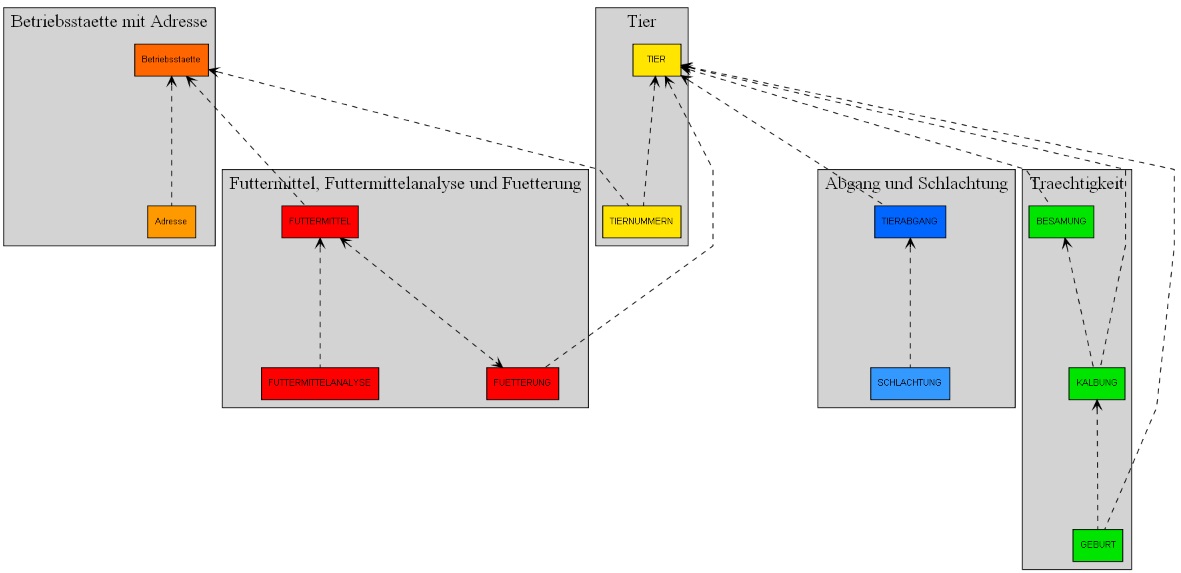 Betriebsstaette mit Adresse
Tier
Betriebsstaette
TIER
Futtermittel, Futtermittelanalyse und Fuetterung
Abgang und Schlachtung
Traechtigkeit
Adresse
FUTTERMITTEL
TIERNUMMERN
TIERABGANG
BESAMUNG
FUTTERMITTELANALYSE
FUETTERUNG
SCHLACHTUNG
KALBUNG
GEBURT